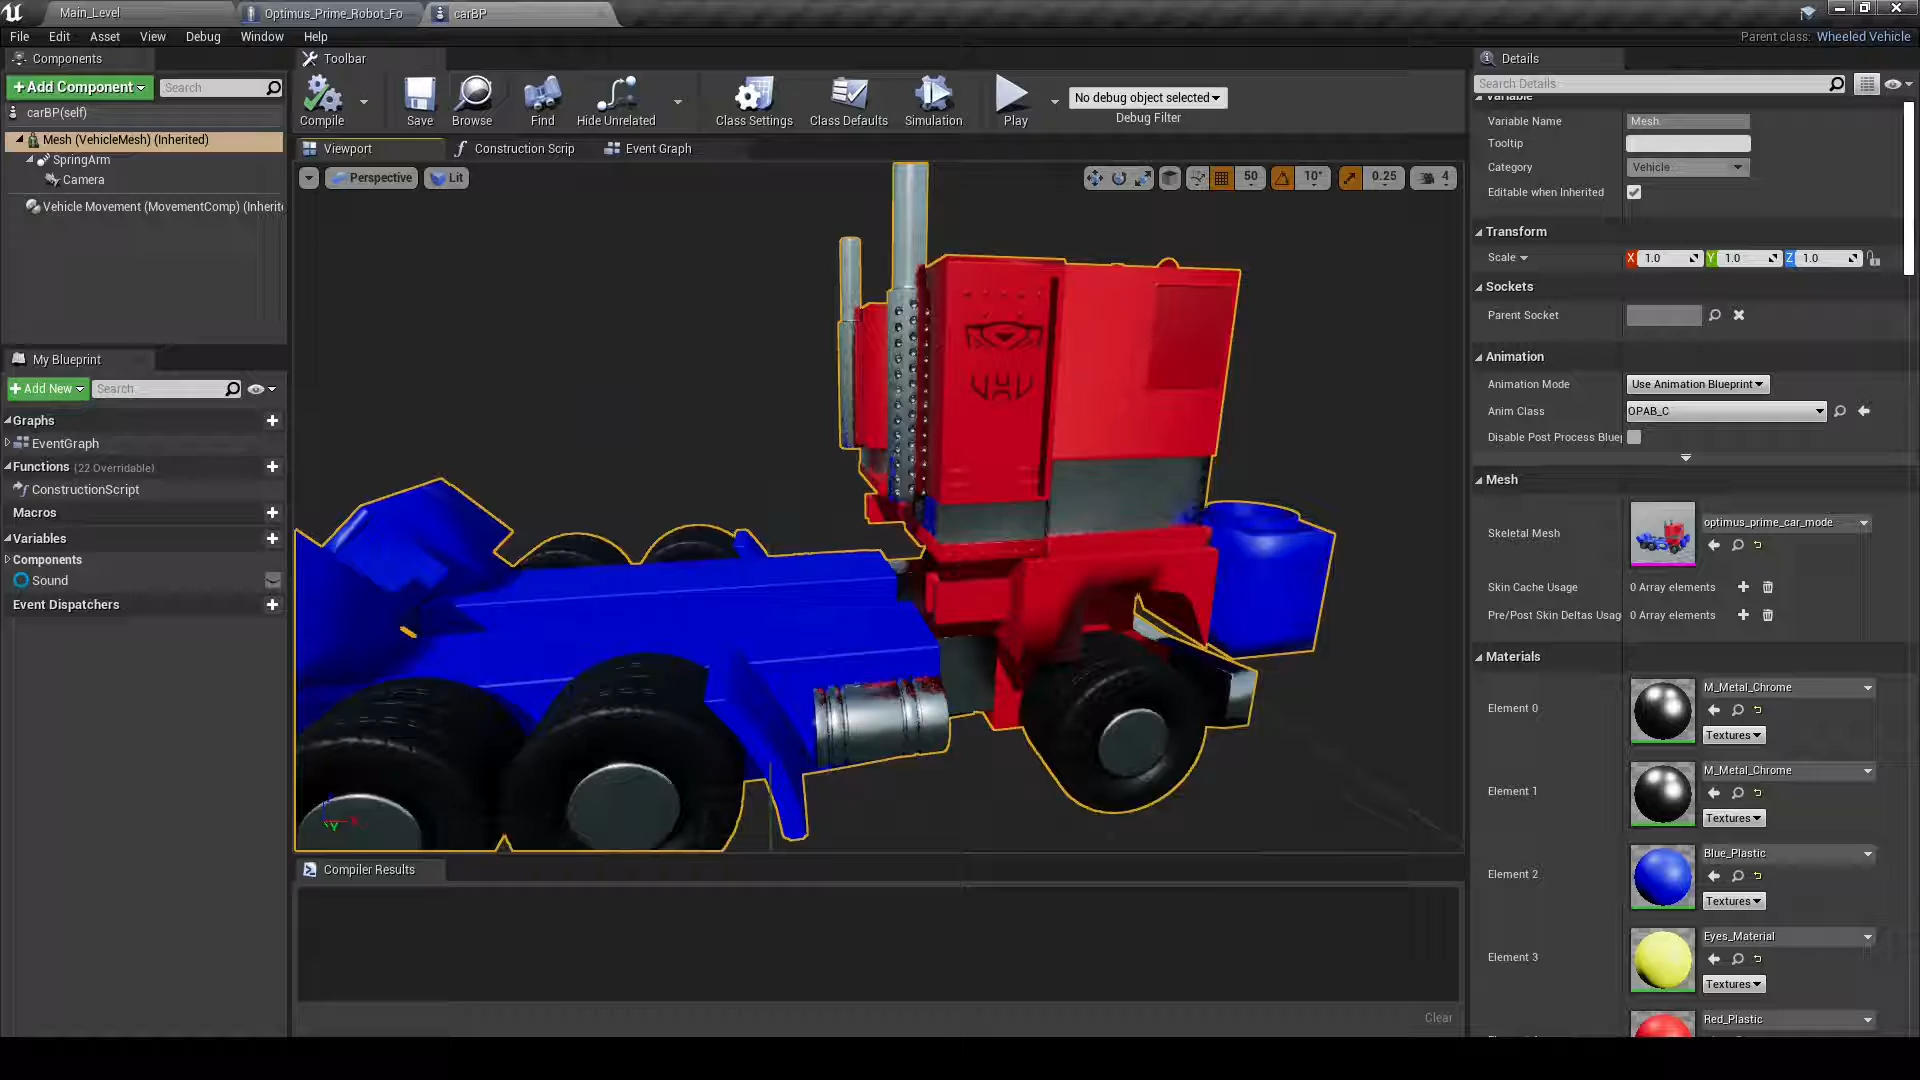 Main_Level
Optimus_Prime_Robot_Fo
carBP
File Edit Asset View Debug Window Help
Parent class: Wheeled Vehicle
Components
+Add Component
Search
carBP(self)
Mesh (VehicleMesh) (Inherited)
SpringArm
Camera
Vehicle Movement (MovementComp) (Inherit
My Blueprint
+Add New
Search
Graphs
EventGraph
Functions (22 Overridable)
ConstructionScript
Macros
Variables
Components
Sound
Event Dispatchers
Toolbar
Compile
Save
Browse
Find
Hide Unrelated
Class Settings
Class Defaults
Simulation
Play
No debug object selected
Debug Filter
Viewport
Construction Scrip
Event Graph
Perspective
Lit
50
10°
0.25
4
Y
Compiler Results
Clear
Details
Search Details
Variable
Variable Name Mesh
Tooltip
Category Vehicle
Editable when Inherited
Transform
Scale X 1.0 Y 1.0 Z 1.0
Sockets
Parent Socket
Animation
Animation Mode Use Animation Blueprint
Anim Class OPAB_C
Disable Post Process Blue
Mesh
Skeletal Mesh optimus_prime_car_mode
Skin Cache Usage 0 Array elements
Pre/Post Skin Deltas Usag 0 Array elements
Materials
Element 0
M_Metal_Chrome
Textures
Element 1
M_Metal_Chrome
Textures
Element 2
Blue_Plastic
Textures
Element 3
Eyes_Material
Textures
Red_Plastic